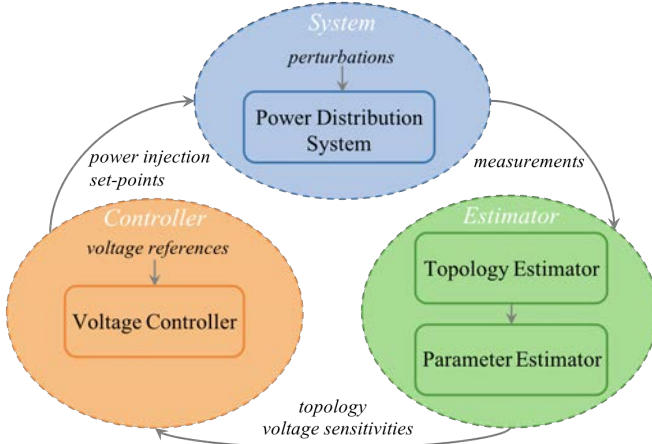 System
perturbations
Power Distribution
System
power injection
set-points
measurements
Controller
voltage references
Voltage Controller
Estimator
Topology Estimator
Parameter Estimator
topology
voltage sensitivities